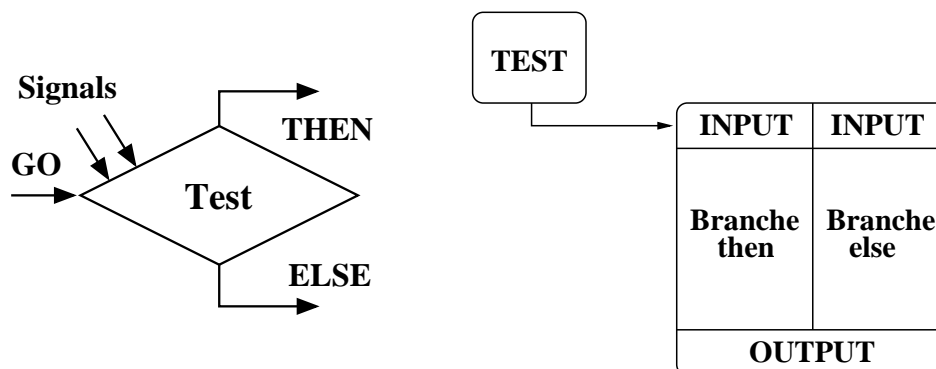 Signals
GO
THEN
Test
ELSE
TEST
INPUT
INPUT
Branche
then
Branche
else
OUTPUT